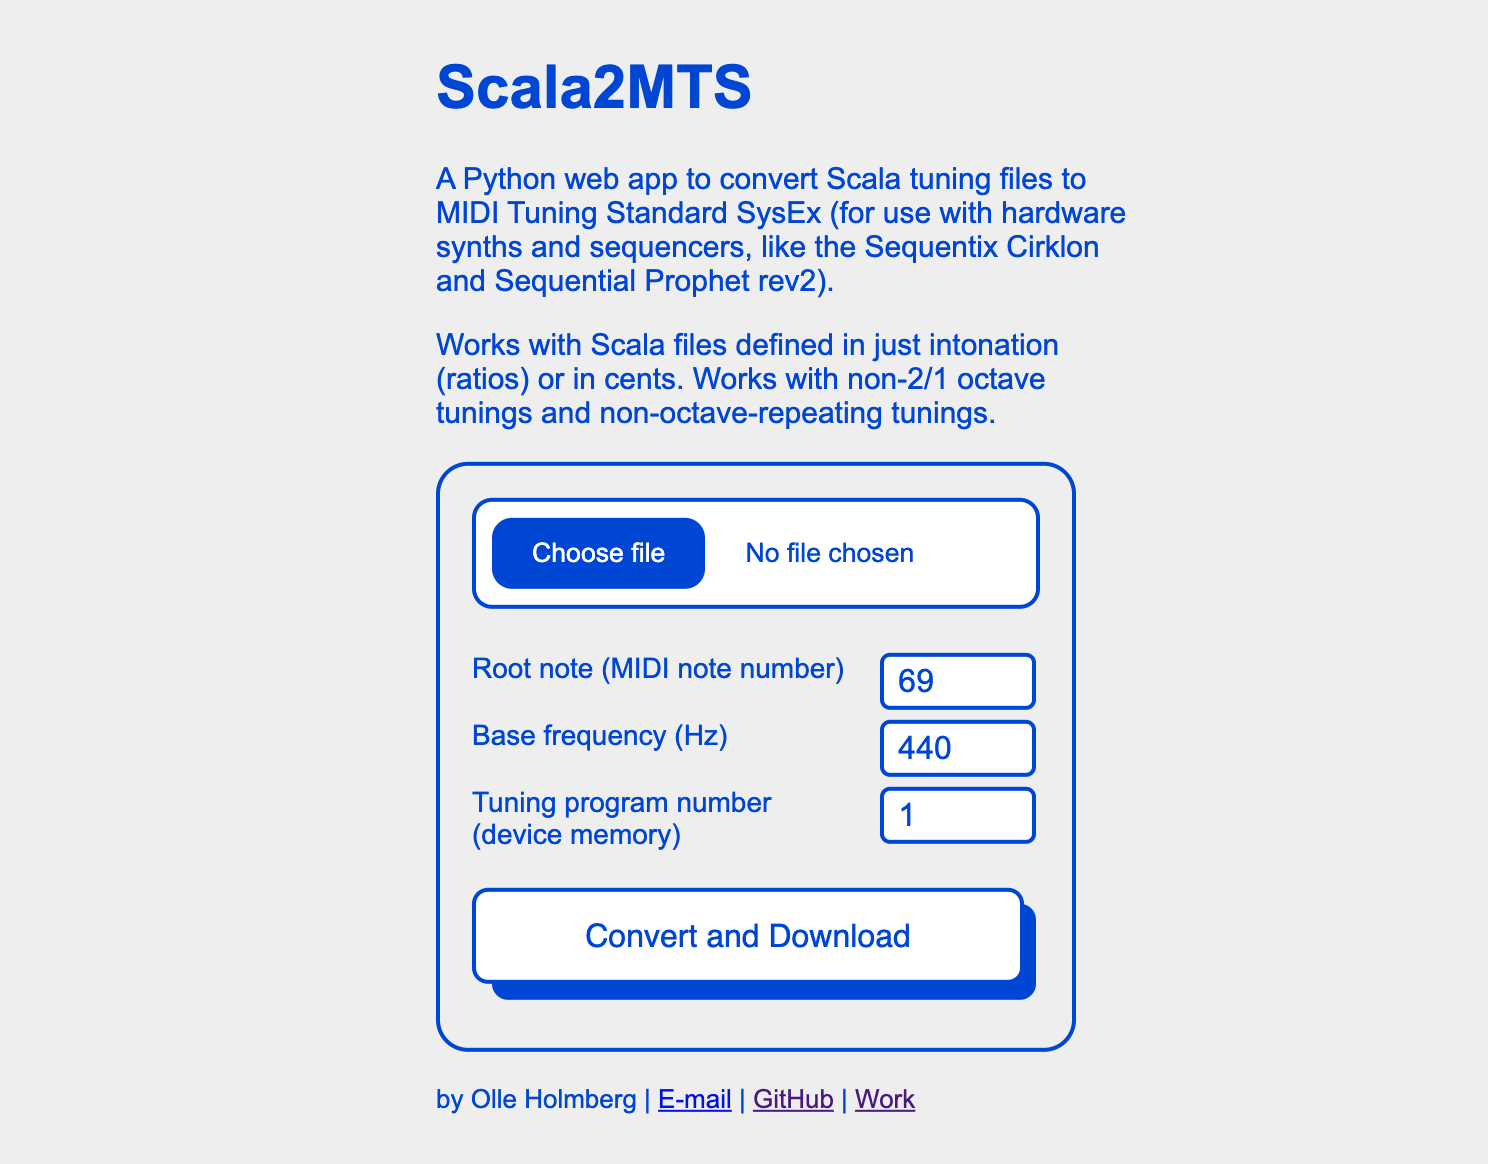 Scala2MTS
A Python web app to convert Scala tuning files to
MIDI Tuning Standard SysEx (for use with hardware
synths and sequencers, like the Sequentix Cirklon
and Sequential Prophet rev2).
Works with Scala files defined in just intonation
(ratios) or in cents. Works with non-2/1 octave
tunings and non-octave-repeating tunings.
Choose file No file chosen
Root note (MIDI note number) 69
Base frequency (Hz) 440
Tuning program number 1
(device memory)
Convert and Download
by Olle Holmberg | E-mail | GitHub | Work